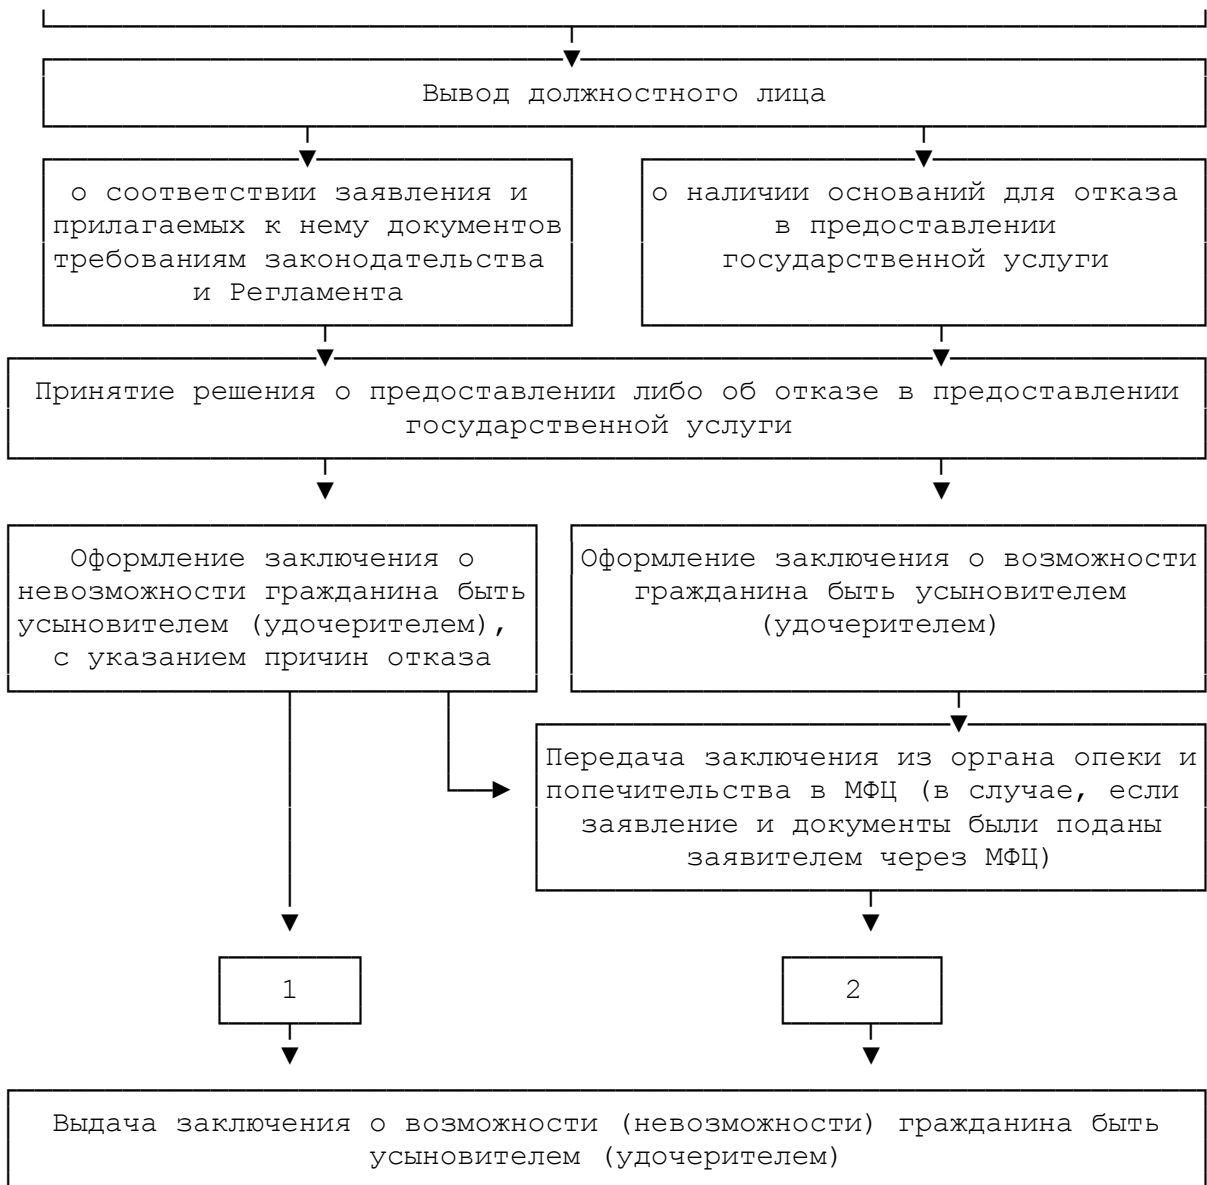 Вывод должностного лица
о соответствии заявления и
прилагаемых к нему документов
требованиям законодательства
и Регламента
о наличии оснований для отказа
в предоставлении
государственной услуги
Принятие решения о предоставлении либо об отказе в предоставлении
государственной услуги
Оформление заключения о
невозможности гражданина быть
усыновителем (удочерителем),
с указанием причин отказа
Оформление заключения о возможности
гражданина быть усыновителем
(удочерителем)
Передача заключения из органа опеки и
попечительства в МФЦ (в случае, если
заявление и документы были поданы
заявителем через МФЦ)
1
2
Выдача заключения о возможности (невозможности) гражданина быть
усыновителем (удочерителем)